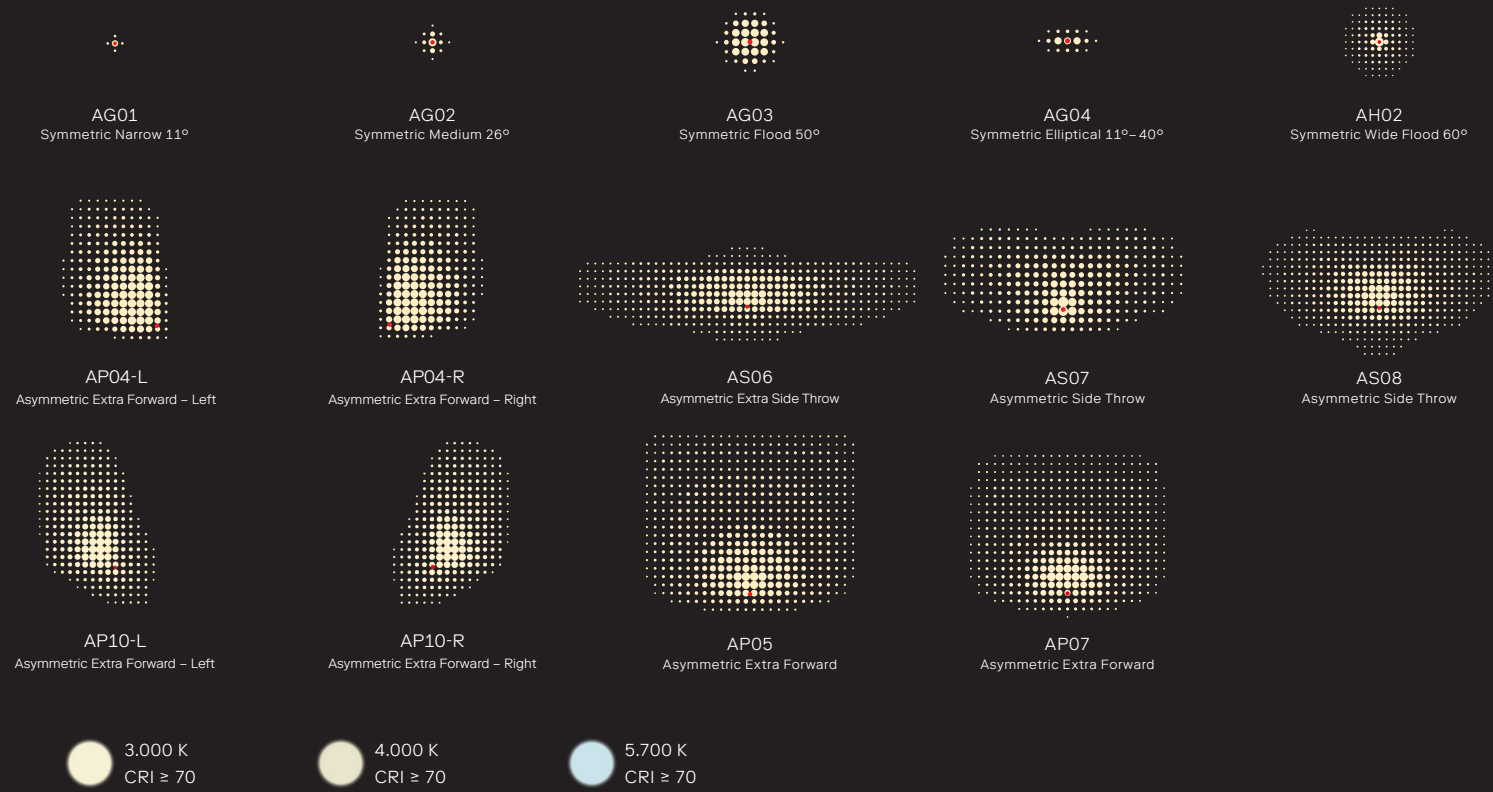 AG01
Symmetric Narrow 11°
AG02
Symmetric Medium 26°
AG03
Symmetric Flood 50°
AG04
Symmetric Elliptical 11°–40°
AH02
Symmetric Wide Flood 60°
AP04-L
Asymmetric Extra Forward – Left
AP04-R
Asymmetric Extra Forward – Right
AS06
Asymmetric Extra Side Throw
AS07
Asymmetric Side Throw
AS08
Asymmetric Side Throw
AP10-L
Asymmetric Extra Forward – Left
AP10-R
Asymmetric Extra Forward – Right
AP05
Asymmetric Extra Forward
AP07
Asymmetric Extra Forward
3.000 K
CRI ≥ 70
4.000 K
CRI ≥ 70
5.700 K
CRI ≥ 70